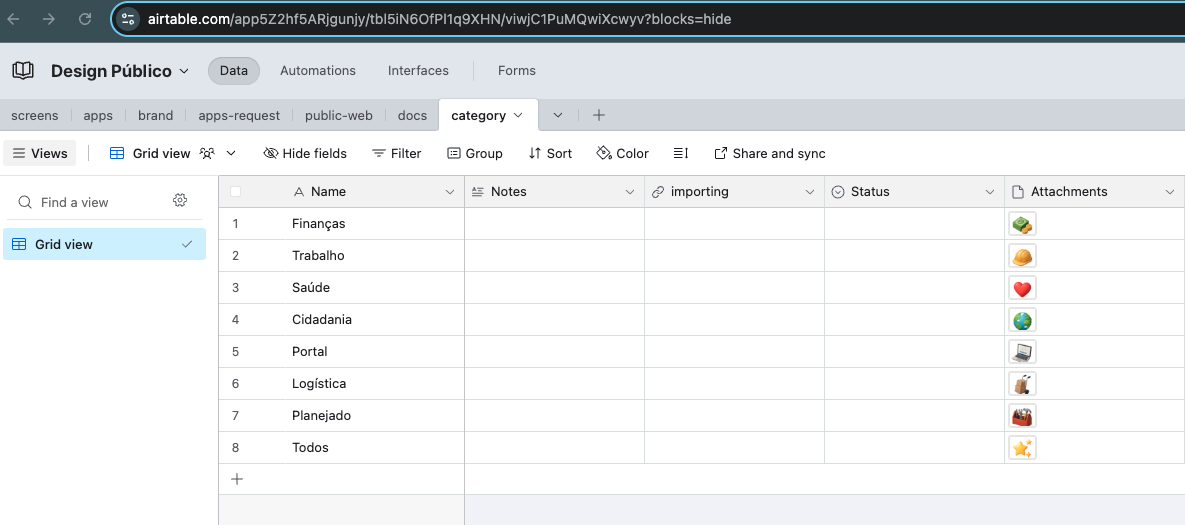 airtable.com/app5Z2hf5ARjgunjy/tbl5iN6OfPl1q9XHN/viwjC1PuMQwiXcwyv?blocks=hide
Design Público Data Automations Interfaces Forms
screens apps brand apps-request public-web docs category
Views Grid view Hide fields Filter Group Sort Color Share and sync
Find a view
Grid view
Name Notes importing Status Attachments
1 Finanças
2 Trabalho
3 Saúde
4 Cidadania
5 Portal
6 Logística
7 Planejado
8 Todos